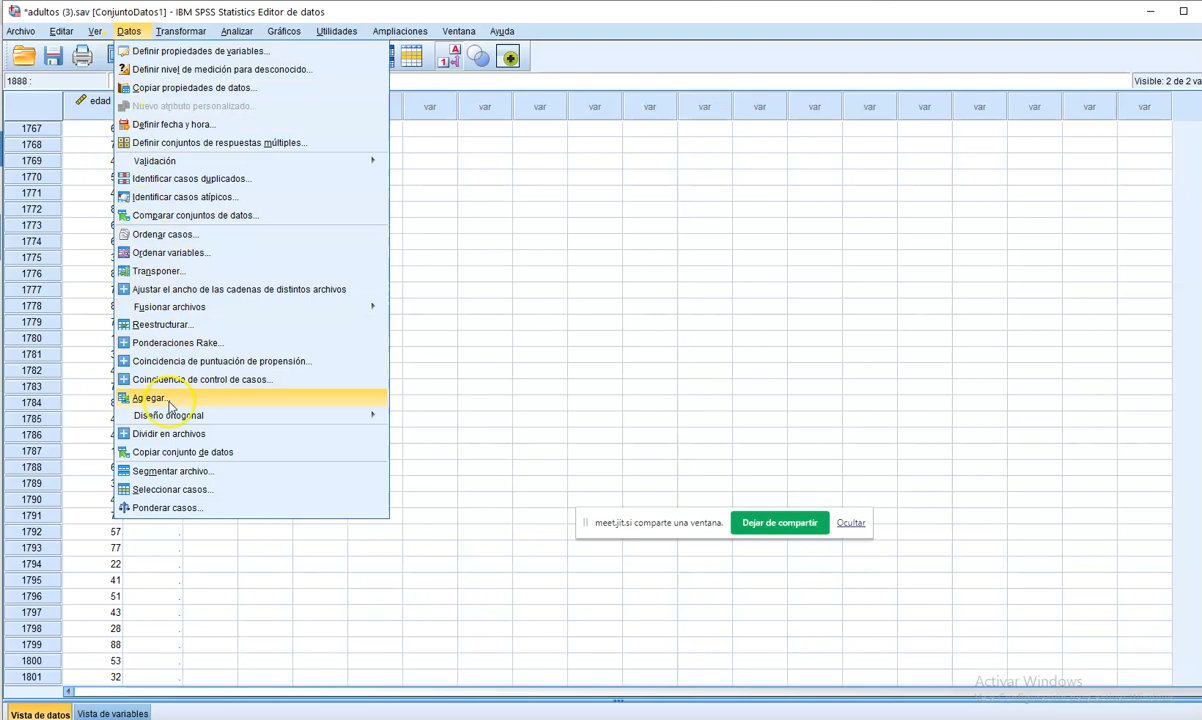 *adultos (3).sav [ConjuntoDatos1] - IBM SPSS Statistics Editor de datos
Archivo Editar Ver Datos Transformar Analizar Gráficos Utilidades Ampliaciones Ventana Ayuda
1888 :
Visible: 2 de 2 va
edad
var var var var var var var var var var var var var var
Definir propiedades de variables...
Definir nivel de medición para desconocido...
Copiar propiedades de datos...
Nuevo atributo personalizado...
Definir fecha y hora...
Definir conjuntos de respuestas múltiples...
Validación
Identificar casos duplicados...
Identificar casos atípicos...
Comparar conjuntos de datos...
Ordenar casos...
Ordenar variables...
Transponer...
Ajustar el ancho de las cadenas de distintos archivos
Fusionar archivos
Reestructurar...
Ponderaciones Rake...
Coincidencia de puntuación de propensión...
Coincidencia de control de casos...
Agregar...
Diseño ortogonal
Dividir en archivos
Copiar conjunto de datos
Segmentar archivo...
Seleccionar casos...
Ponderar casos...
1767
1768
1769
1770
1771
1772
1773
1774
1775
1776
1777
1778
1779
1780
1781
1782
1783
1784
1785
1786
1787
1788
1789
1790
1791
1792 57 .
1793 77 .
1794 22 .
1795 41 .
1796 51 .
1797 43 .
1798 28 .
1799 88 .
1800 53 .
1801 32 .
meet.jit.si comparte una ventana. Dejar de compartir Ocultar
Activar Windows
Vista de datos Vista de variables